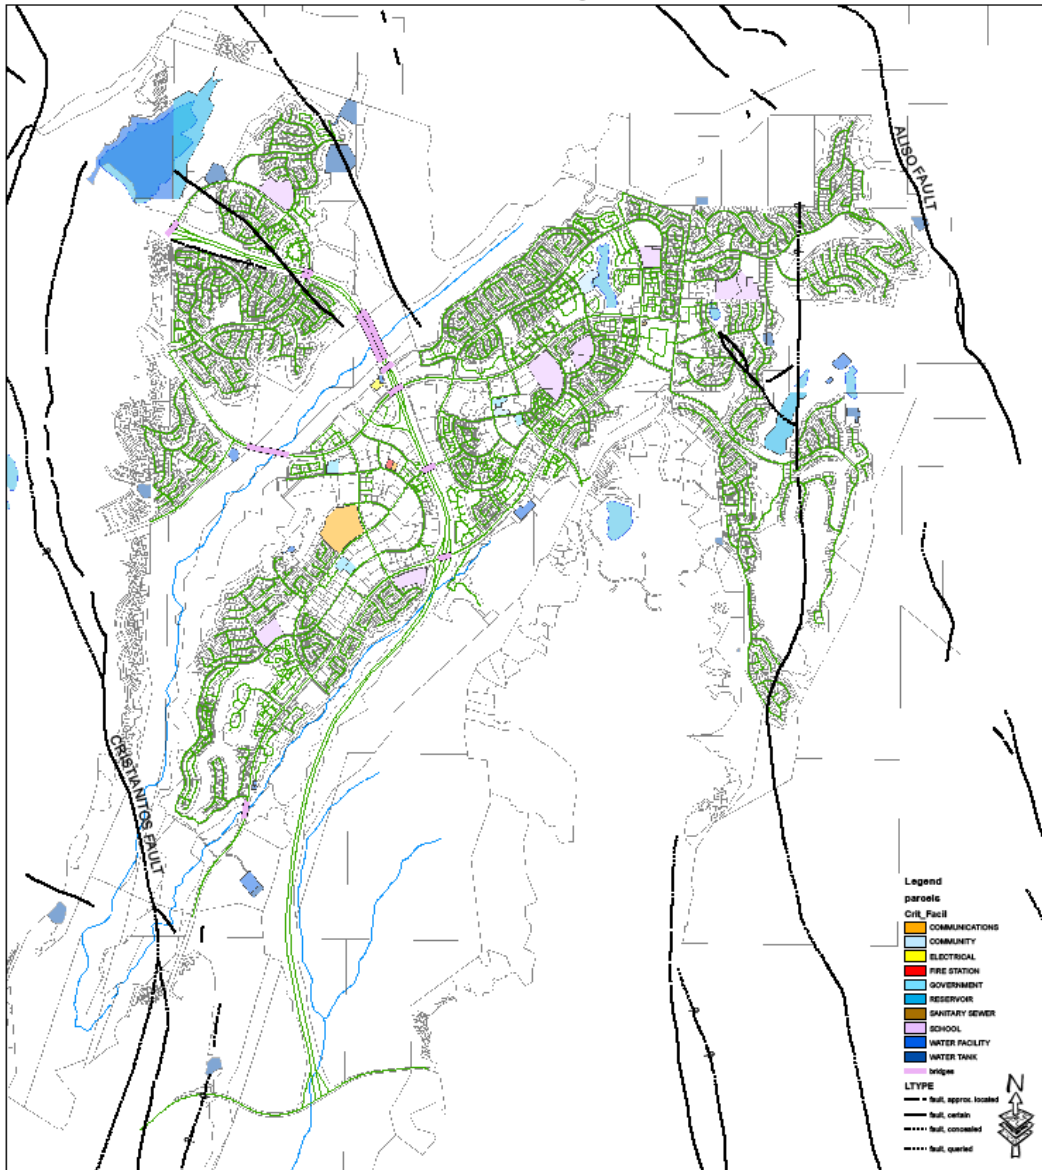 ALISO FAULT
CRISTIANITOS FAULT
Legend
parcels
Crit_Facil
COMMUNICATIONS
COMMUNITY
ELECTRICAL
FIRE STATION
GOVERNMENT
RESERVOIR
SANITARY SEWER
SCHOOL
WATER FACILITY
WATER TANK
bridges
LTYPE
fault, approx. located
fault, certain
fault, concealed
fault, queried
N